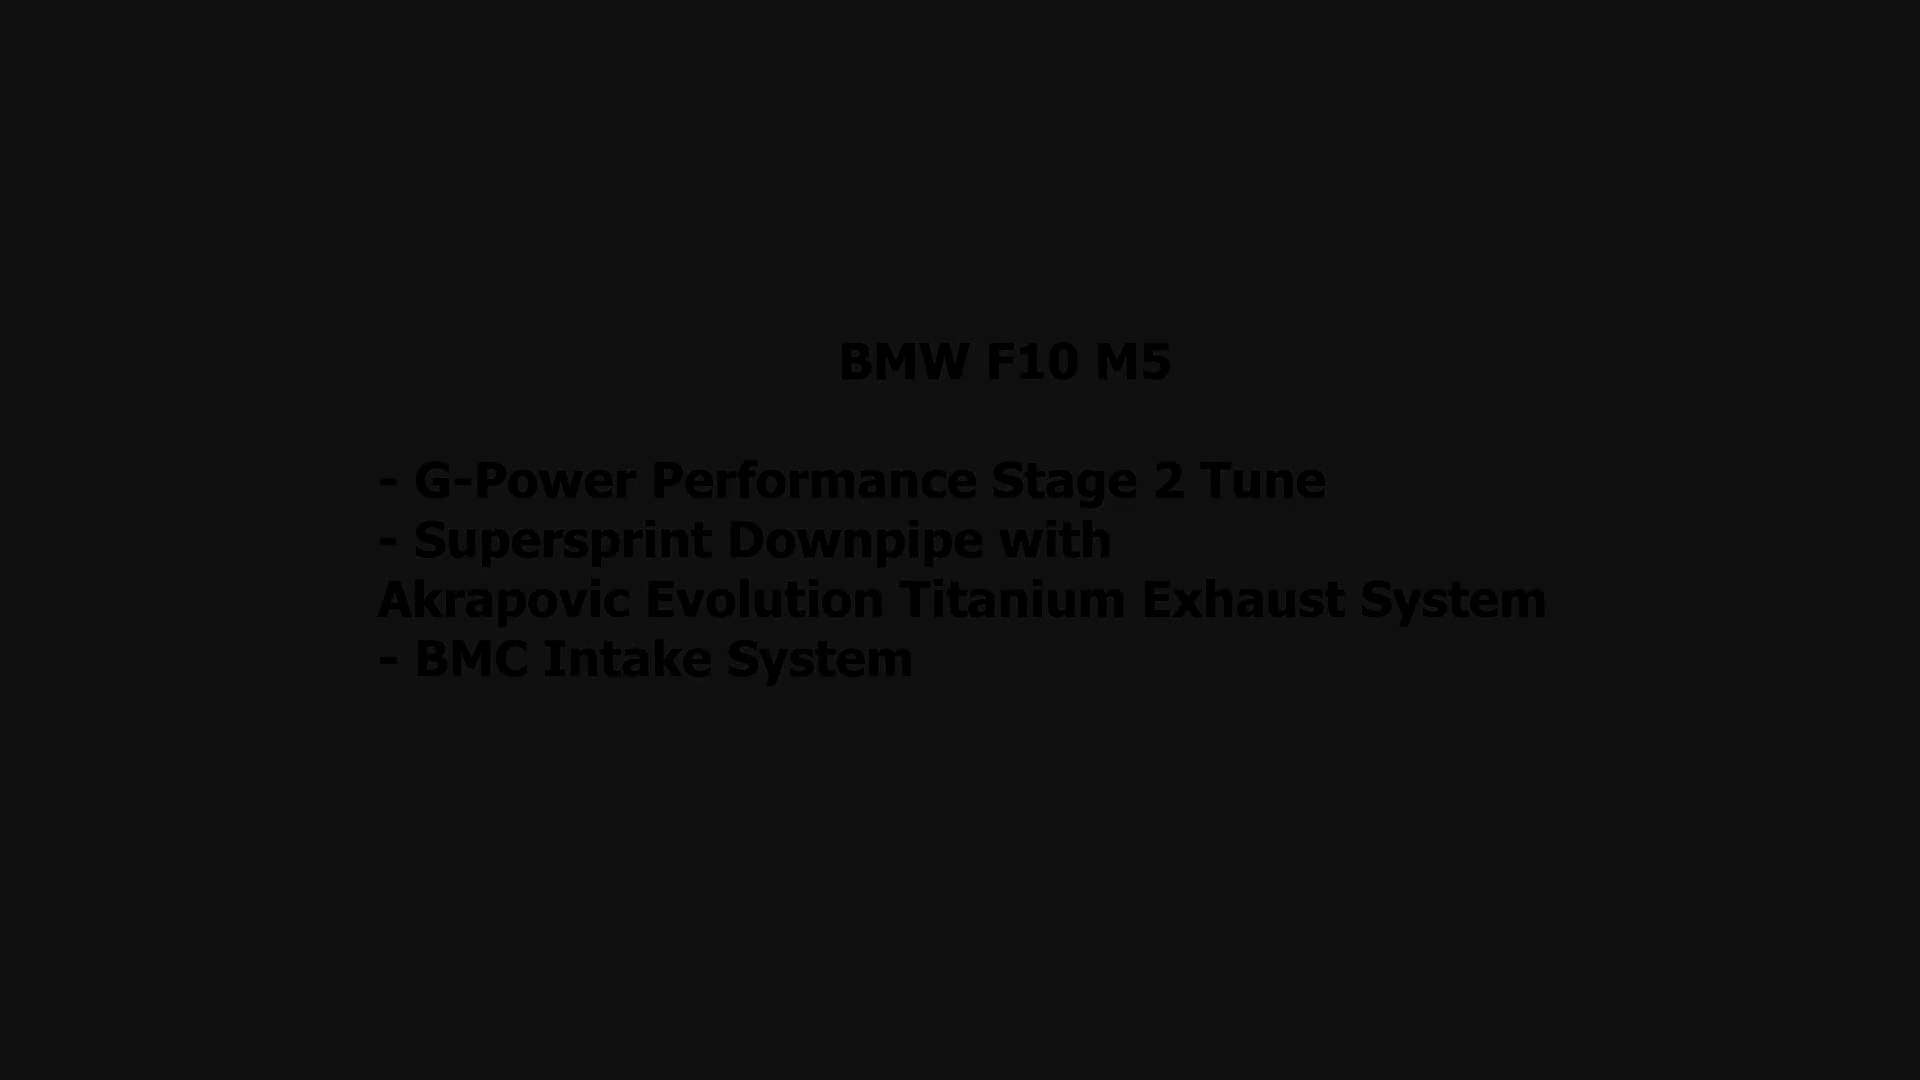 BMW F10 M5
- G-Power Performance Stage 2 Tune
- Supersprint Downpipe with
Akrapovic Evolution Titanium Exhaust System
- BMC Intake System